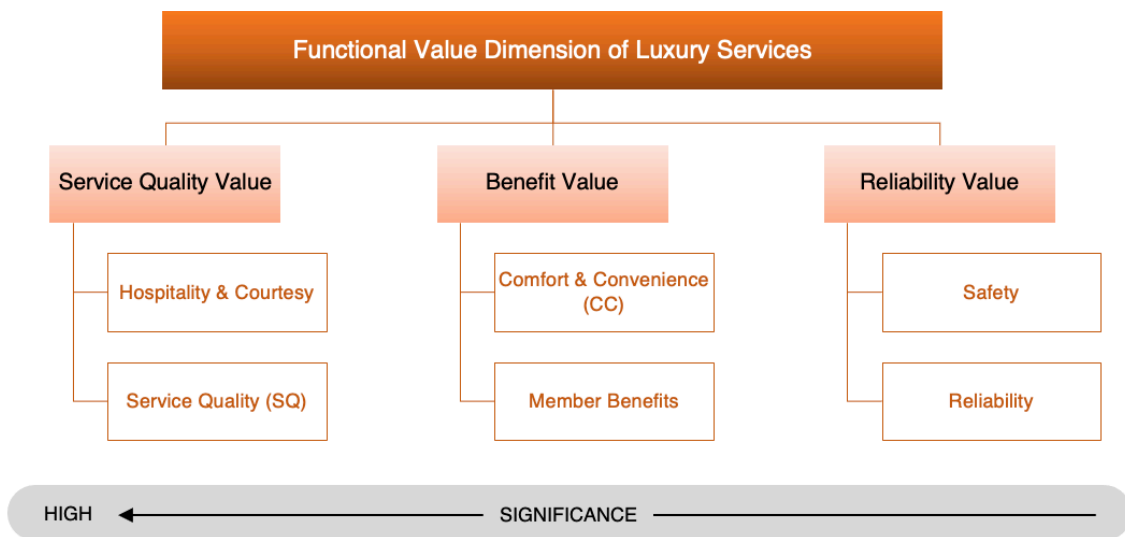 Functional Value Dimension of Luxury Services
Service Quality Value
Benefit Value
Reliability Value
Hospitality & Courtesy
Comfort & Convenience
(CC)
Safety
Service Quality (SQ)
Member Benefits
Reliability
HIGH
SIGNIFICANCE